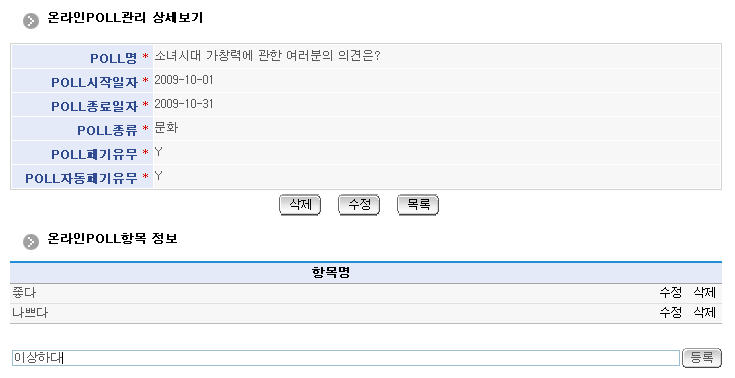 온라인POLL관리 상세보기
POLL명 * 소녀시대 가창력에 관한 여러분의 의견은?
POLL시작일자 * 2009-10-01
POLL종료일자 * 2009-10-31
POLL종류 * 문화
POLL폐기유무 * Y
POLL자동폐기유무 * Y
삭제 수정 목록
온라인POLL항목 정보
항목명
좋다 수정 삭제
나쁘다 수정 삭제
이상하다 등록